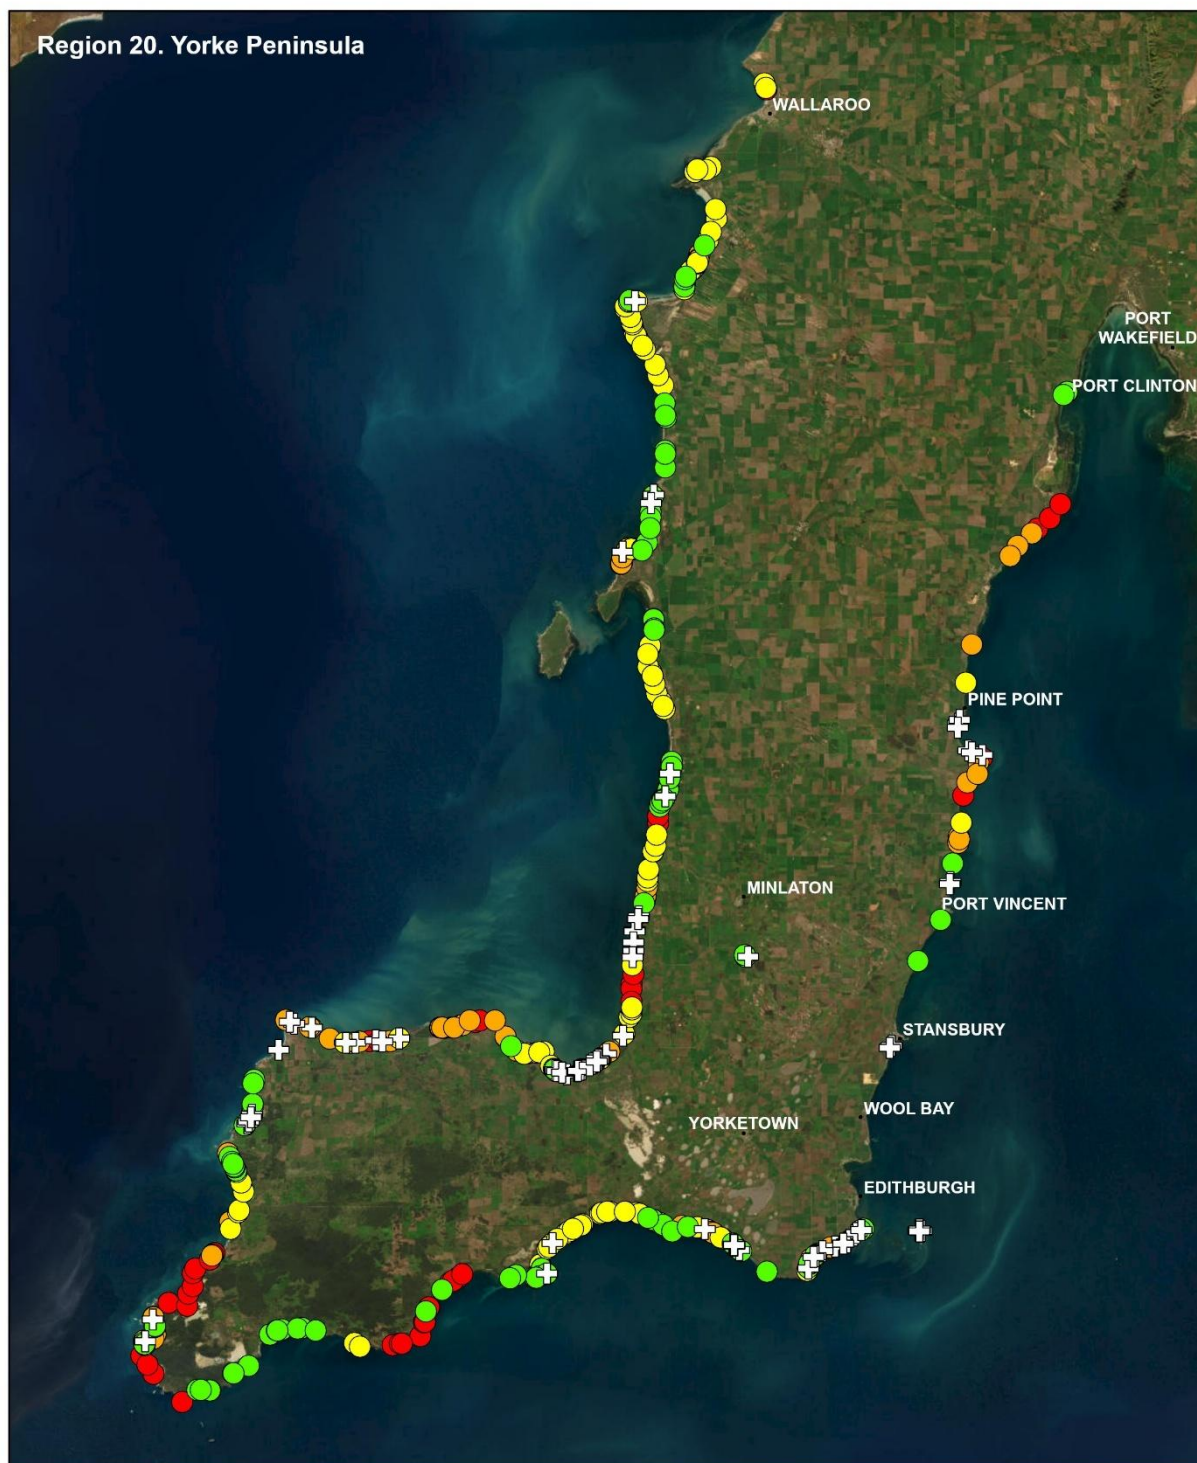 Region 20. Yorke Peninsula
WALLAROO
PORT
WAKEFIELD
PORT CLINTON
PINE POINT
MINLATON
PORT VINCENT
STANSBURY
WOOL BAY
YORKETOWN
EDITHBURGH